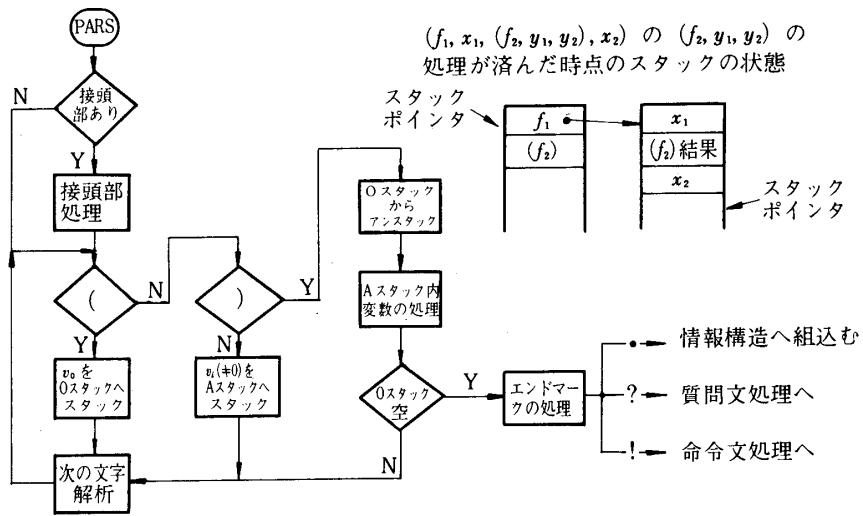 PARS
接頭
部あり
N
Y
接頭部
処理
(
N
Y
v₀を
Oスタックへ
スタック
次の文字
解析
)
Y
N
vᵢ(≠0)を
Aスタックへ
スタック
Oスタック
から
アンスタック
Aスタック内
変数の処理
Oスタック
空
Y
N
エンドマー
クの処理
• 情報構造へ組込む
? 質問文処理へ
! 命令文処理へ
(f₁, x₁, (f₂, y₁, y₂), x₂) の (f₂, y₁, y₂) の
処理が済んだ時点のスタックの状態
スタック
ポインタ
f₁
(f₂)
x₁
(f₂)結果
x₂
スタック
ポインタ